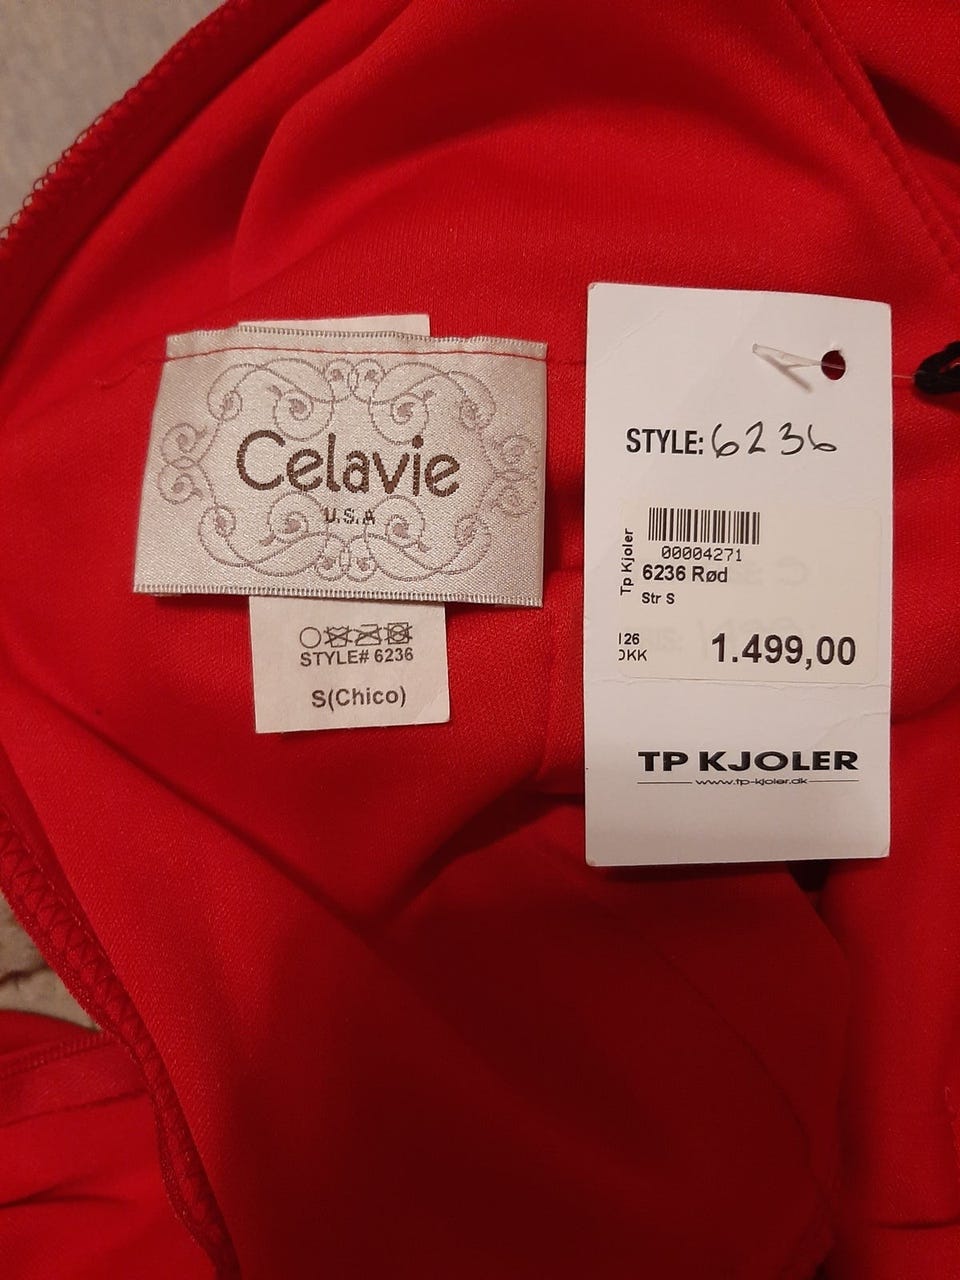 Celavie
U.S.A
STYLE# 6236
S(Chico)
STYLE: 6236
00004271
Tp Kjoler
6236 Rød
Str S
126
DKK
1.499,00
TP KJOLER
www.tp-kjoler.dk